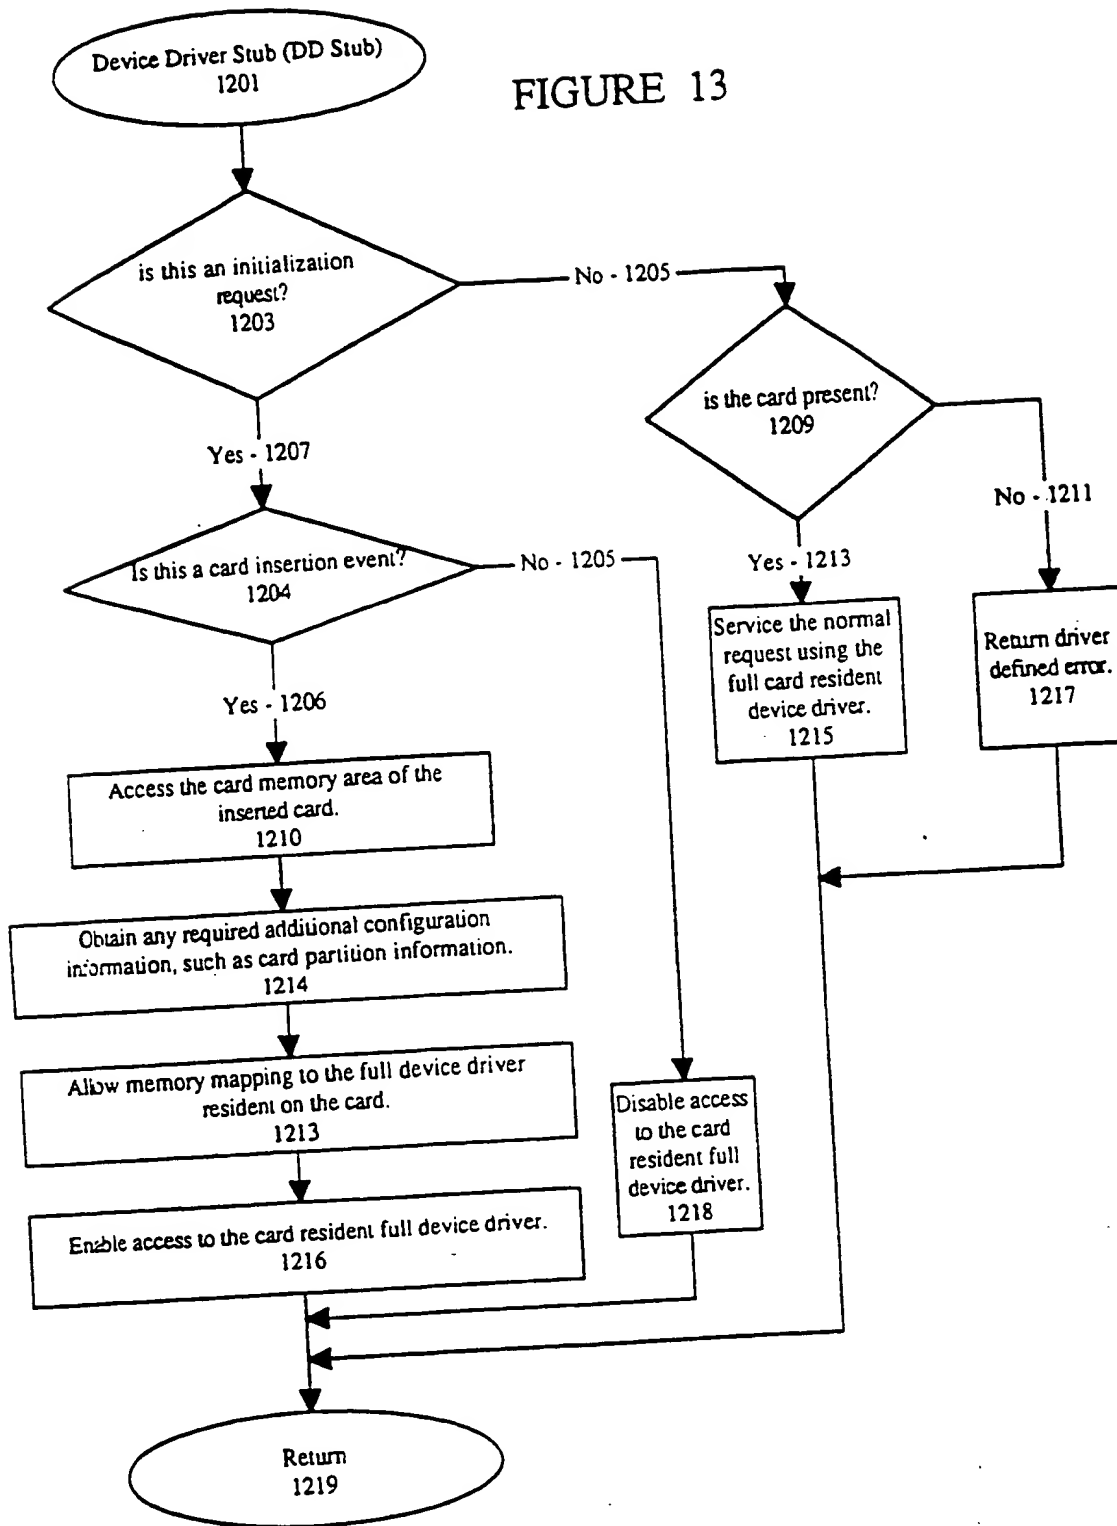 Device Driver Stub (DD Stub)
1201
FIGURE 13
is this an initialization
request?
1203
No - 1205
is the card present?
1209
Yes - 1207
No - 1211
Is this a card insertion event?
1204
No - 1205
Yes - 1213
Service the normal
request using the
full card resident
device driver.
1215
Return driver
defined error.
1217
Yes - 1206
Access the card memory area of the
inserted card.
1210
Obtain any required additional configuration
information, such as card partition information.
1214
Allow memory mapping to the full device driver
resident on the card.
1213
Disable access
to the card
resident full
device driver.
1218
Enable access to the card resident full device driver.
1216
Return
1219